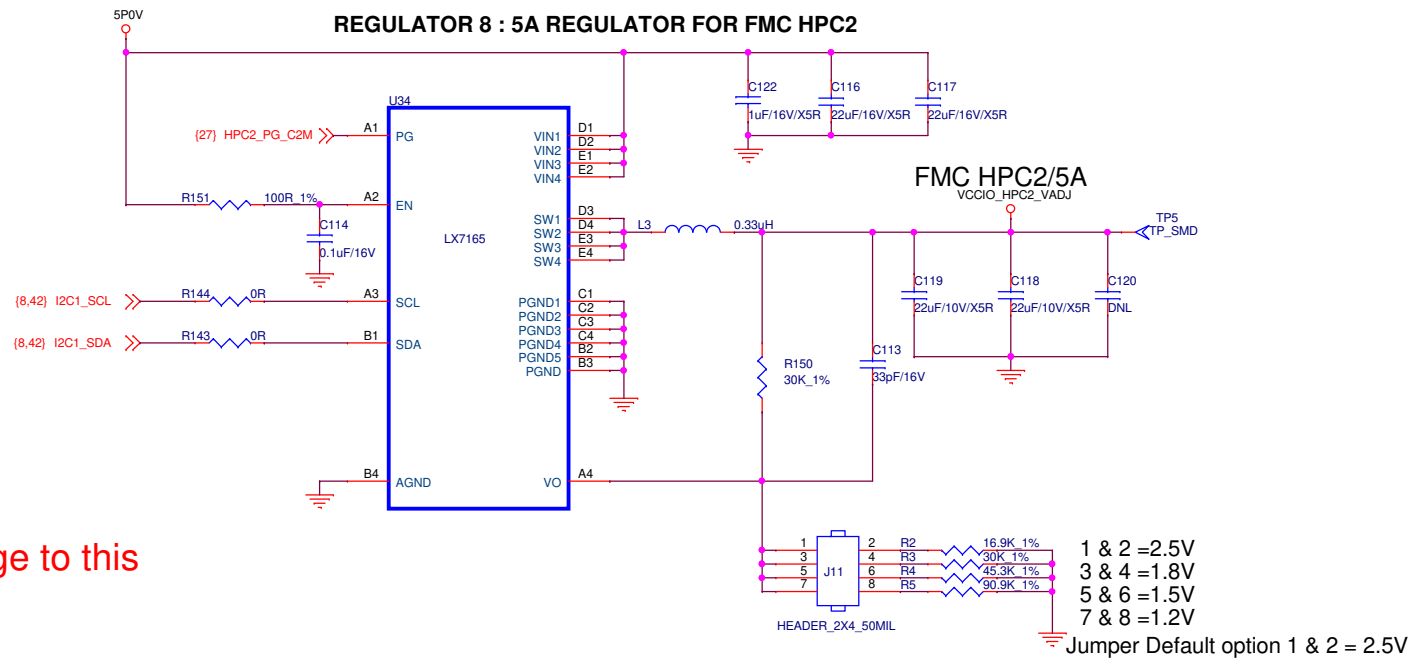 5P0V
REGULATOR 8 : 5A REGULATOR FOR FMC HPC2
U34
C122
1uF/16V/X5R
C116
22uF/16V/X5R
C117
22uF/16V/X5R
{27} HPC2_PG_C2M
A1
PG
VIN1
D1
VIN2
D2
VIN3
E1
VIN4
E2
R151
100R_1%
A2
EN
C114
0.1uF/16V
LX7165
SW1
D3
SW2
D4
SW3
E3
SW4
E4
L3
0.33uH
FMC HPC2/5A
VCCIO_HPC2_VADJ
TP5
TP_SMD
{8,42} I2C1_SCL
R144
0R
A3
SCL
{8,42} I2C1_SDA
R143
0R
B1
SDA
PGND1
C1
PGND2
C2
PGND3
C3
PGND4
C4
PGND5
B2
PGND
B3
C119
22uF/10V/X5R
C118
22uF/10V/X5R
C120
DNL
R150
30K_1%
C113
33pF/16V
B4
AGND
VO
A4
ge to this
1
3
5
7
J11
2
4
6
8
R2
16.9K_1%
R3
30K_1%
R4
45.3K_1%
R5
90.9K_1%
HEADER_2X4_50MIL
1 & 2 =2.5V
3 & 4 =1.8V
5 & 6 =1.5V
7 & 8 =1.2V
Jumper Default option 1 & 2 = 2.5V